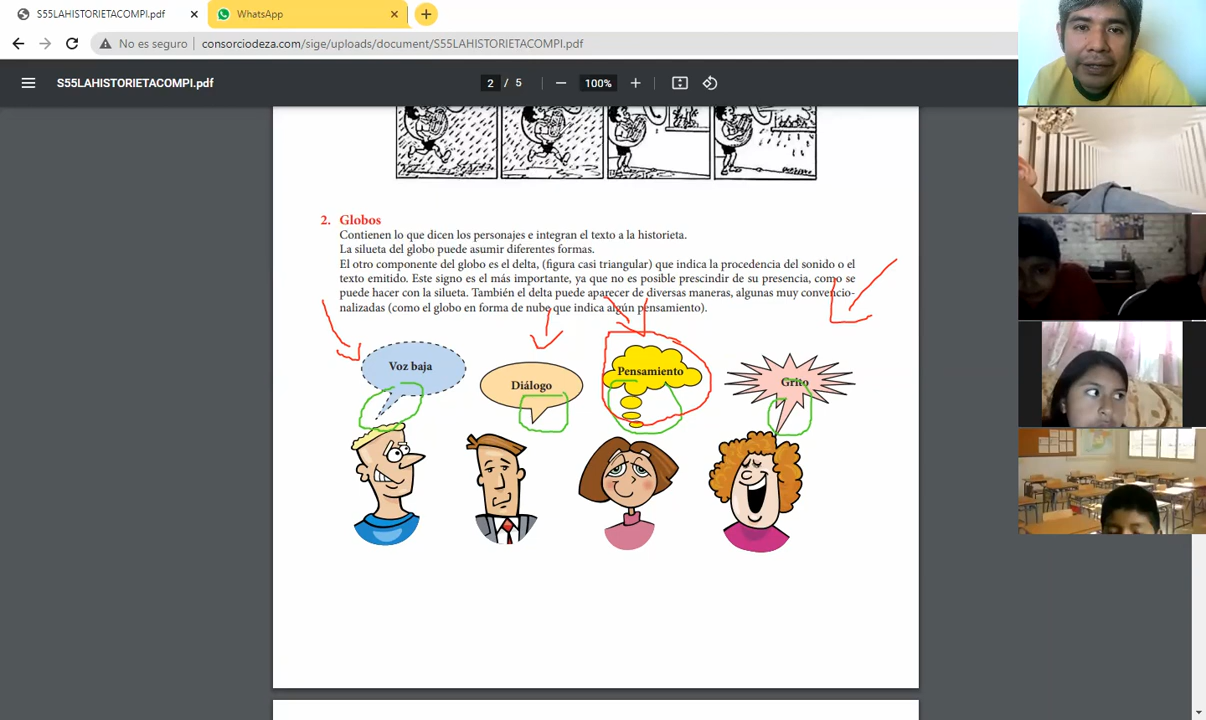 S55LAHISTORIETACOMPI.pdf
WhatsApp
No es seguro
consorciodeza.com/sige/uploads/document/S55LAHISTORIETACOMPI.pdf
S55LAHISTORIETACOMPI.pdf
2 / 5
100%
2. Globos
Contienen lo que dicen los personajes e integran el texto a la historieta.
La silueta del globo puede asumir diferentes formas.
El otro componente del globo es el delta, (figura casi triangular) que indica la procedencia del sonido o el
texto emitido. Este signo es el más importante, ya que no es posible prescindir de su presencia, como se
puede hacer con la silueta. También el delta puede aparecer de diversas maneras, algunas muy convencio-
nalizadas (como el globo en forma de nube que indica algún pensamiento).
Voz baja
Diálogo
Pensamiento
Grito